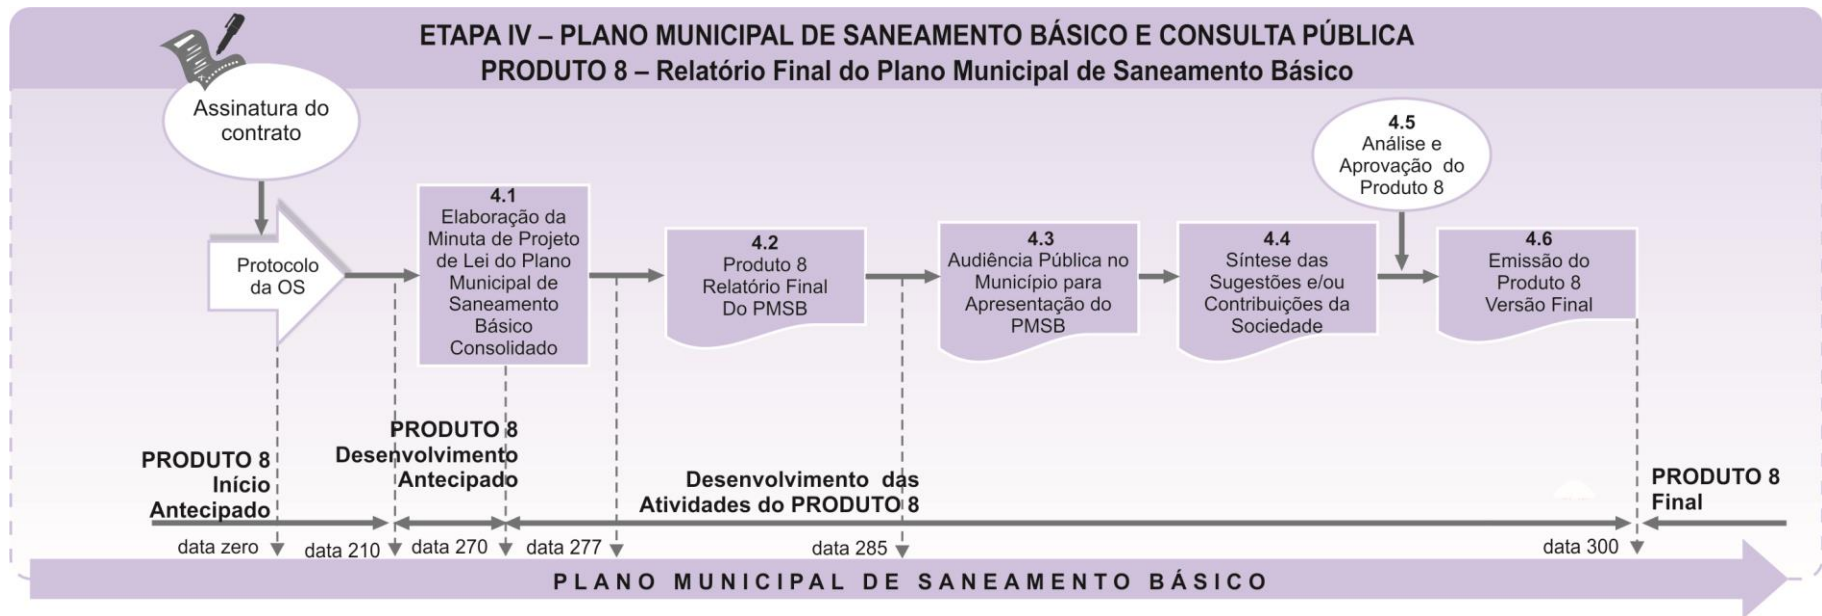 ETAPA IV – PLANO MUNICIPAL DE SANEAMENTO BÁSICO E CONSULTA PÚBLICA
PRODUTO 8 – Relatório Final do Plano Municipal de Saneamento Básico
Assinatura do
contrato
Protocolo
da OS
4.1
Elaboração da
Minuta de Projeto
de Lei do Plano
Municipal de
Saneamento
Básico
Consolidado
4.2
Produto 8
Relatório Final
Do PMSB
4.3
Audiência Pública no
Município para
Apresentação do
PMSB
4.4
Síntese das
Sugestões e/ou
Contribuições da
Sociedade
4.5
Análise e
Aprovação do
Produto 8
4.6
Emissão do
Produto 8
Versão Final
PRODUTO 8
Início
Antecipado
PRODUTO 8
Desenvolvimento
Antecipado
Desenvolvimento das
Atividades do PRODUTO 8
PRODUTO 8
Final
data zero
data 210
data 270
data 277
data 285
data 300
PLANO MUNICIPAL DE SANEAMENTO BÁSICO